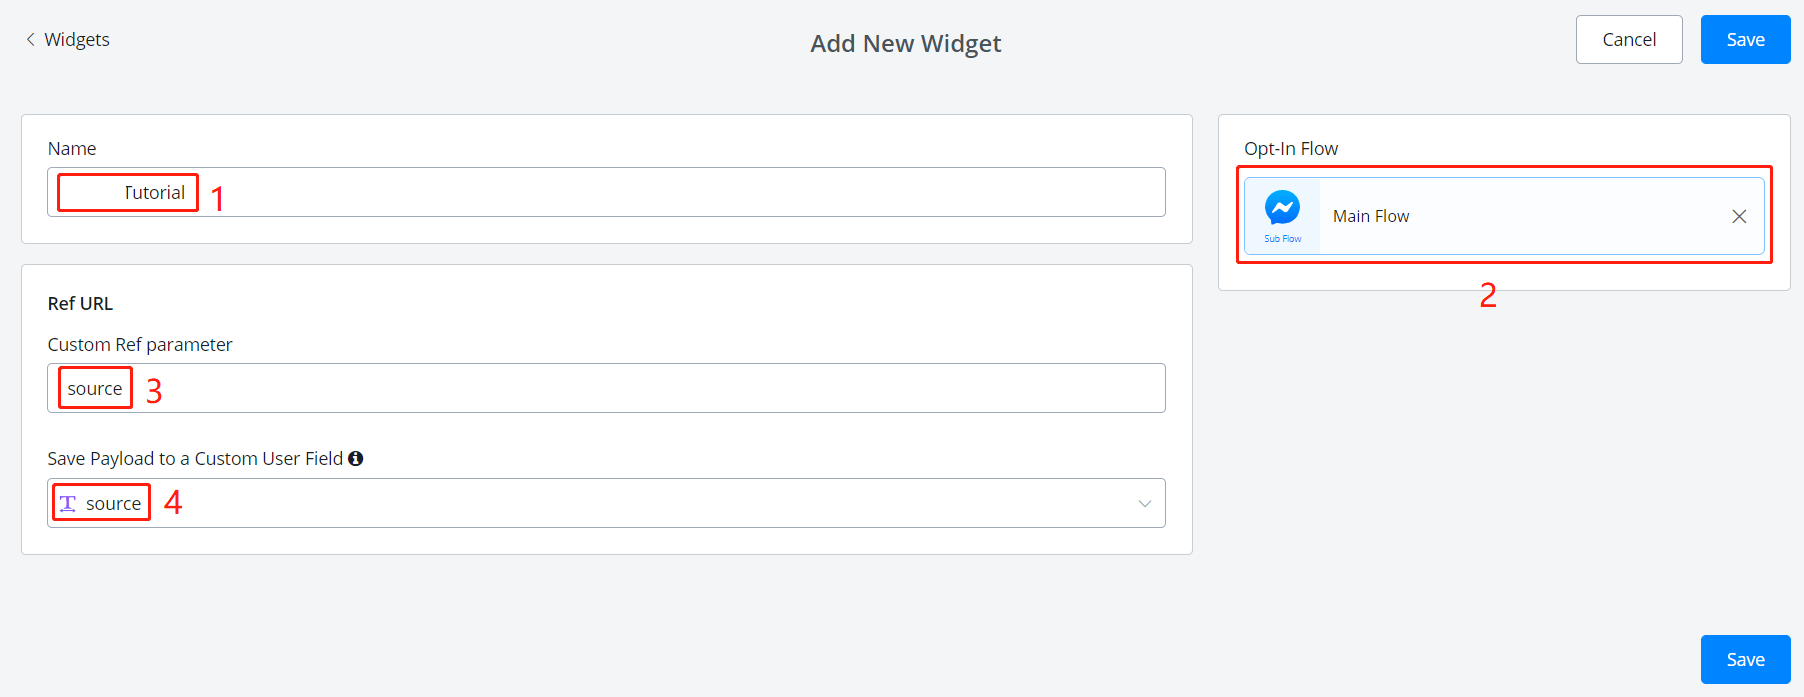 Widgets
Add New Widget
Cancel
Save
Name
Tutorial 1
Opt-In Flow
Sub Flow
Main Flow
2
Ref URL
Custom Ref parameter
source 3
Save Payload to a Custom User Field
source 4
Save